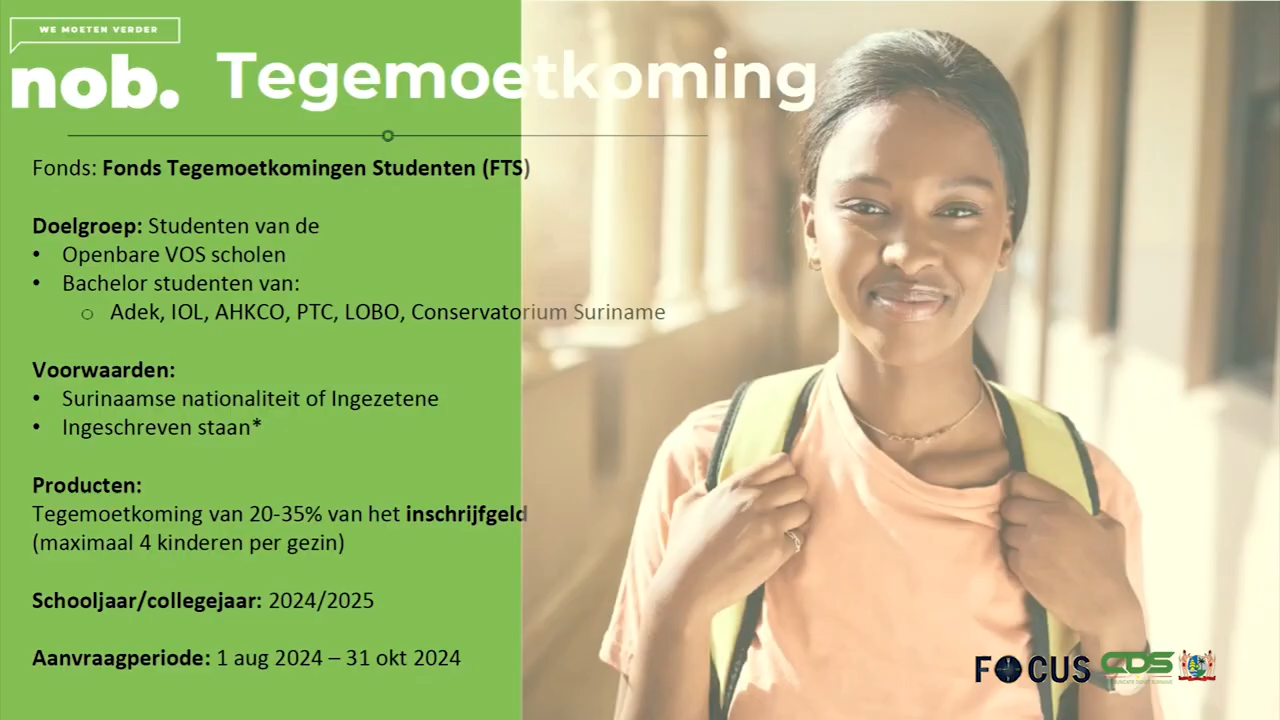 WE MOETEN VERDER
nob.
Tegemoetkoming
Fonds: Fonds Tegemoetkomingen Studenten (FTS)
Doelgroep: Studenten van de
• Openbare VOS scholen
• Bachelor studenten van:
○ Adek, IOL, AHKCO, PTC, LOBO, Conservatorium Suriname
Voorwaarden:
• Surinaamse nationaliteit of Ingezetene
• Ingeschreven staan*
Producten:
Tegemoetkoming van 20-35% van het inschrijfgeld
(maximaal 4 kinderen per gezin)
Schooljaar/collegejaar: 2024/2025
Aanvraagperiode: 1 aug 2024 – 31 okt 2024
FOCUS
CDS